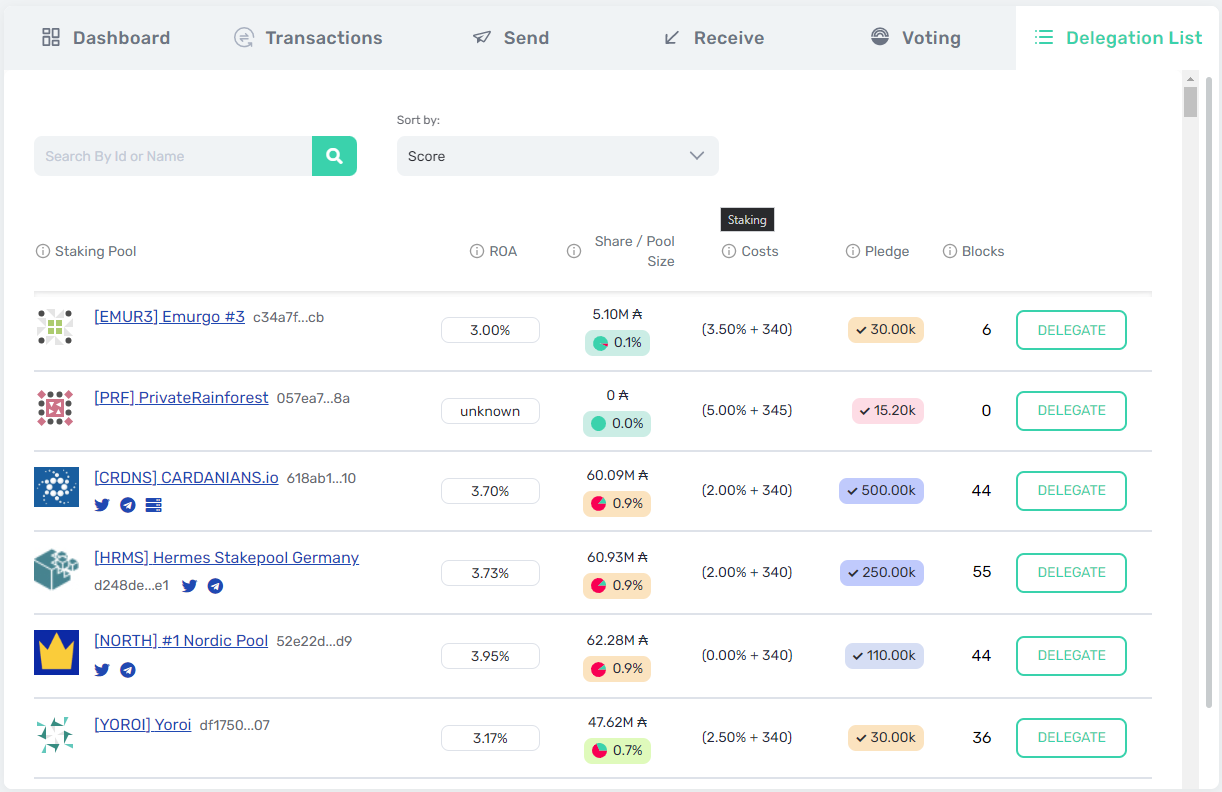 Dashboard
Transactions
Send
Receive
Voting
Delegation List
Sort by:
Search By Id or Name
Score
Staking
Staking Pool
ROA
Share / Pool
Size
Costs
Pledge
Blocks
[EMUR3] Emurgo #3 c34a7f...cb
3.00%
5.10M ₳
0.1%
(3.50% + 340)
30.00k
6
DELEGATE
[PRF] PrivateRainforest 057ea7...8a
unknown
0 ₳
0.0%
(5.00% + 345)
15.20k
0
DELEGATE
[CRDNS] CARDANIANS.io 618ab1...10
3.70%
60.09M ₳
0.9%
(2.00% + 340)
500.00k
44
DELEGATE
[HRMS] Hermes Stakepool Germany
d248de...e1
3.73%
60.93M ₳
0.9%
(2.00% + 340)
250.00k
55
DELEGATE
[NORTH] #1 Nordic Pool 52e22d...d9
3.95%
62.28M ₳
0.9%
(0.00% + 340)
110.00k
44
DELEGATE
[YOROI] Yoroi df1750...07
3.17%
47.62M ₳
0.7%
(2.50% + 340)
30.00k
36
DELEGATE